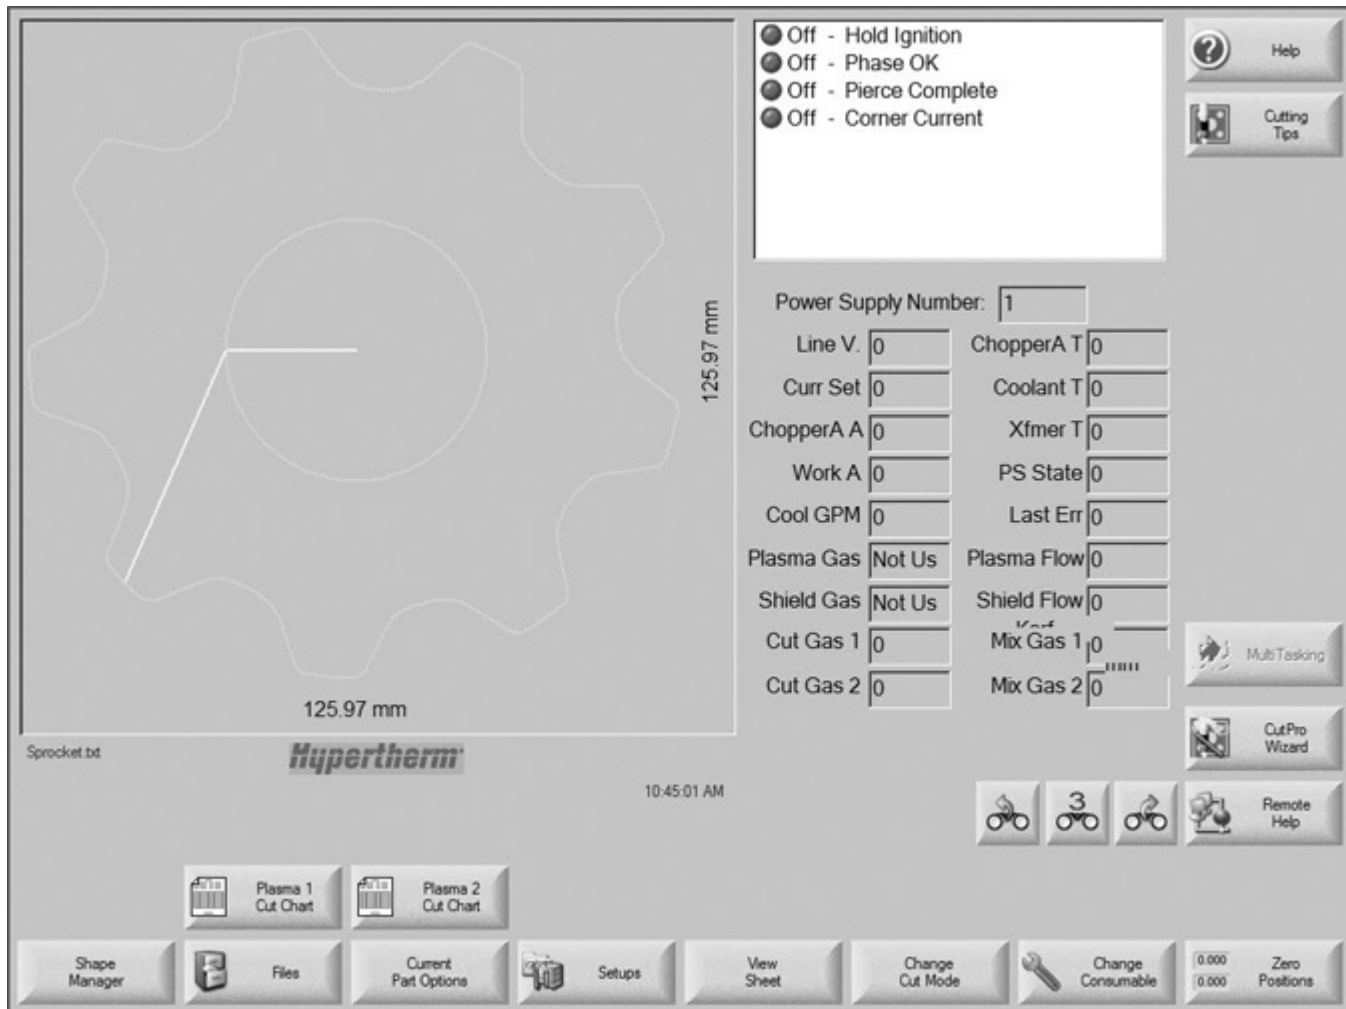 Off - Hold Ignition
Off - Phase OK
Off - Pierce Complete
Off - Corner Current
Help
Cutting
Tips
125.97 mm
125.97 mm
Power Supply Number: 1
Line V. 0 ChopperA T 0
Curr Set 0 Coolant T 0
ChopperA A 0 Xfmer T 0
Work A 0 PS State 0
Cool GPM 0 Last Err 0
Plasma Gas Not Us Plasma Flow 0
Shield Gas Not Us Shield Flow 0
Cut Gas 1 0 Mix Gas 1 0
Cut Gas 2 0 Mix Gas 2 0
MultiTasking
CutPro
Wizard
Sprocket.txt
Hypertherm
10:45:01 AM
3
Remote
Help
Plasma 1
Cut Chart
Plasma 2
Cut Chart
Shape
Manager
Files
Current
Part Options
Setups
View
Sheet
Change
Cut Mode
Change
Consumable
0.000
0.000
Zero
Positions